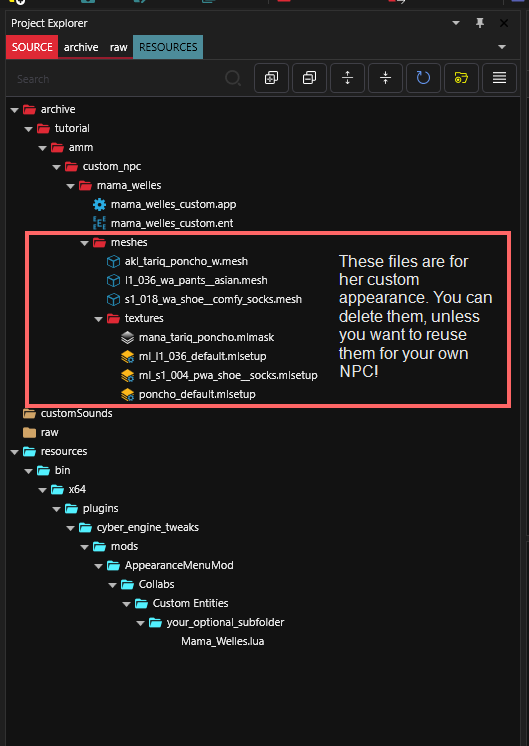 Project Explorer
SOURCE archive raw RESOURCES
Search
archive
tutorial
amm
custom_npc
mama_welles
mama_welles_custom.app
mama_welles_custom.ent
meshes
akl_tariq_poncho_w.mesh
l1_036_wa_pants__asian.mesh
s1_018_wa_shoe__comfy_socks.mesh
textures
mana_tariq_poncho.mlmask
ml_l1_036_default.mlsetup
ml_s1_004_pwa_shoe__socks.mlsetup
poncho_default.mlsetup
These files are for
her custom
appearance. You can
delete them, unless
you want to reuse
them for your own
NPC!
customSounds
raw
resources
bin
x64
plugins
cyber_engine_tweaks
mods
AppearanceMenuMod
Collabs
Custom Entities
your_optional_subfolder
Mama_Welles.lua